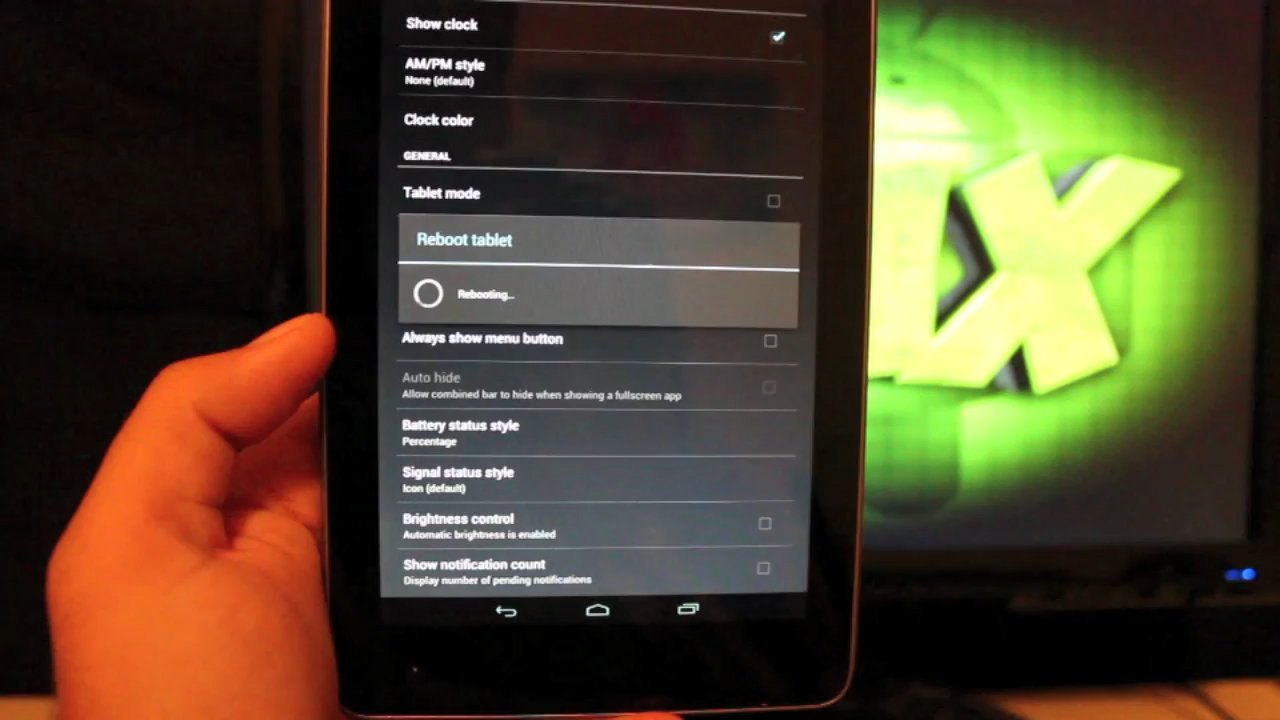 Show clock
AM/PM style
None (default)
Clock color
GENERAL
Tablet mode
Reboot tablet
Rebooting...
Always show menu button
Auto hide
Allow combined bar to hide when showing a fullscreen app
Battery status style
Percentage
Signal status style
Icon (default)
Brightness control
Automatic brightness is enabled
Show notification count
Display number of pending notifications
X